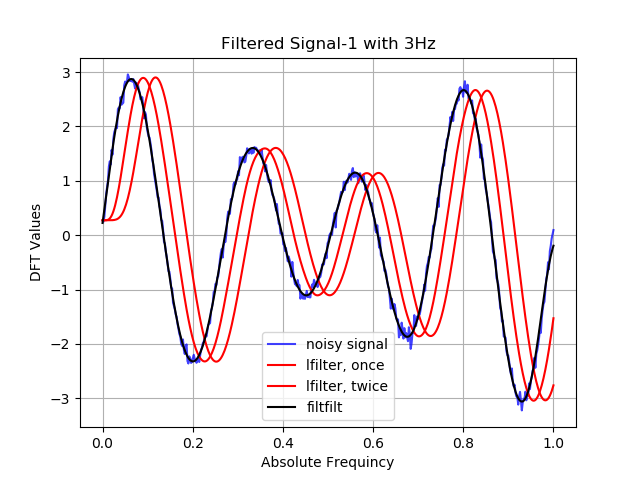 Filtered Signal-1 with 3Hz
DFT Values
3
2
1
0
−1
−2
−3
noisy signal
lfilter, once
lfilter, twice
filtfilt
0.0 0.2 0.4 0.6 0.8 1.0
Absolute Frequincy